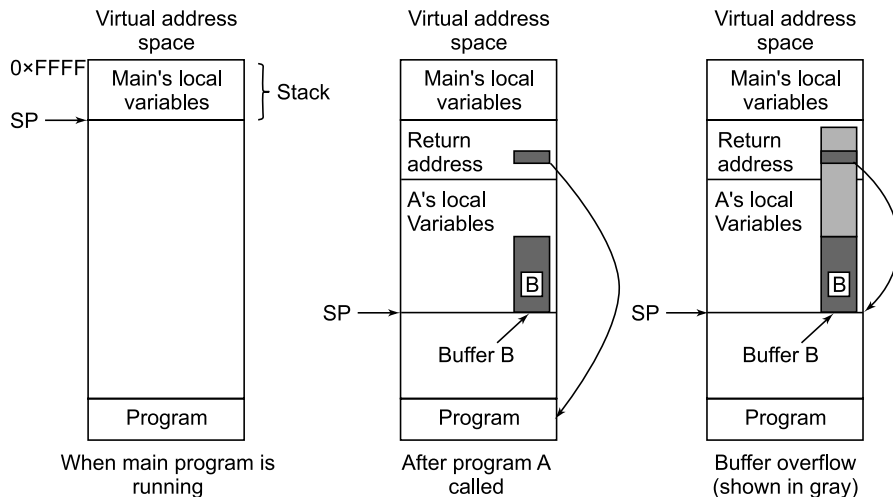 Virtual address
space
0×FFFF
Main's local
variables
Stack
SP
Program
When main program is
running
Virtual address
space
Main's local
variables
Return
address
A's local
Variables
B
SP
Buffer B
Program
After program A
called
Virtual address
space
Main's local
variables
Return
address
A's local
Variables
B
SP
Buffer B
Program
Buffer overflow
(shown in gray)